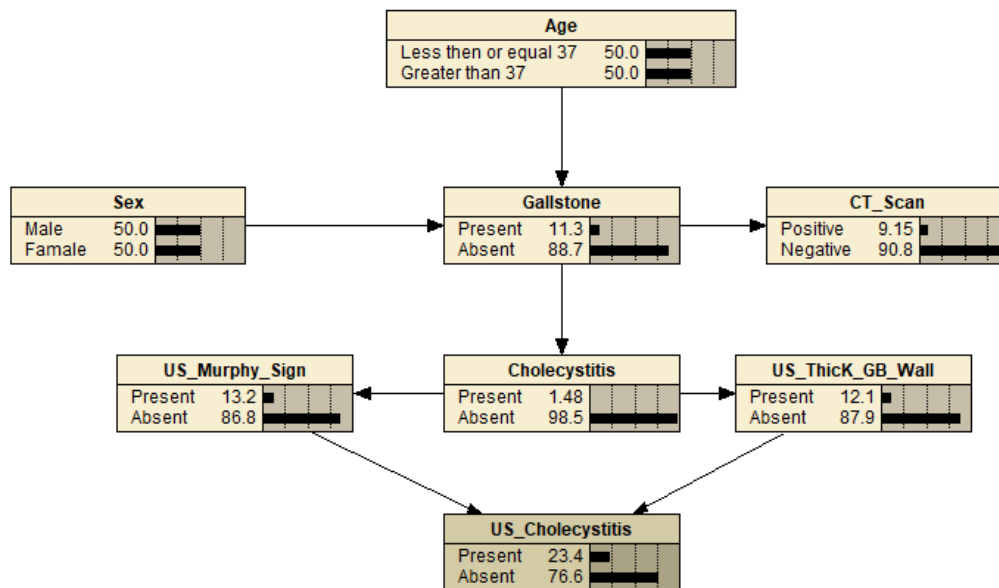 Age
Less then or equal 37 50.0
Greater than 37 50.0
Sex
Male 50.0
Famale 50.0
Gallstone
Present 11.3
Absent 88.7
CT_Scan
Positive 9.15
Negative 90.8
US_Murphy_Sign
Present 13.2
Absent 86.8
Cholecystitis
Present 1.48
Absent 98.5
US_ThicK_GB_Wall
Present 12.1
Absent 87.9
US_Cholecystitis
Present 23.4
Absent 76.6